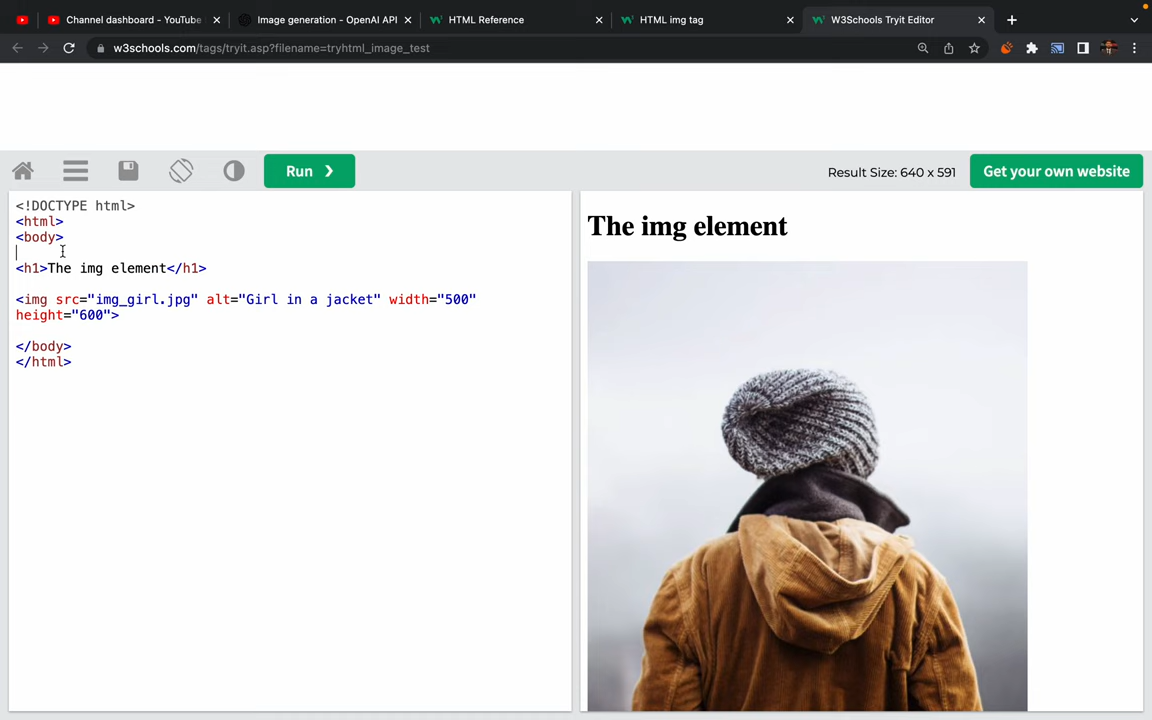 Channel dashboard - YouTube
Image generation - OpenAI API
HTML Reference
HTML img tag
W3Schools Tryit Editor
w3schools.com/tags/tryit.asp?filename=tryhtml_image_test
Run ❯
Result Size: 640 x 591
Get your own website
<!DOCTYPE html>
<html>
<body>
<h1>The img element</h1>
<img src="img_girl.jpg" alt="Girl in a jacket" width="500"
height="600">
</body>
</html>
The img element